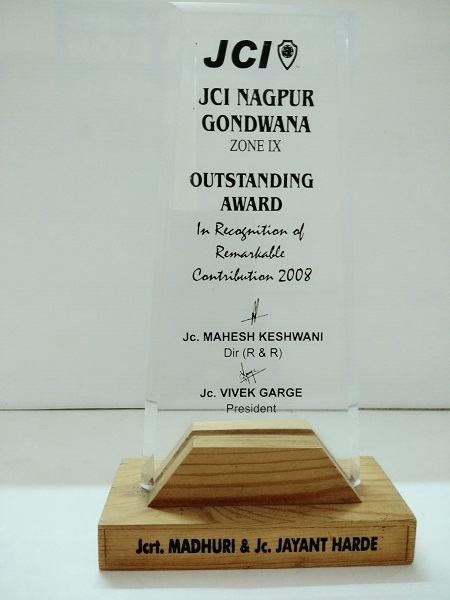 JCI
JCI NAGPUR
GONDWANA
ZONE IX
OUTSTANDING
AWARD
In Recognition of
Remarkable
Contribution 2008
Jc. MAHESH KESHWANI
Dir (R & R)
Jc. VIVEK GARGE
President
Jcrt. MADHURI & Jc. JAYANT HARDE